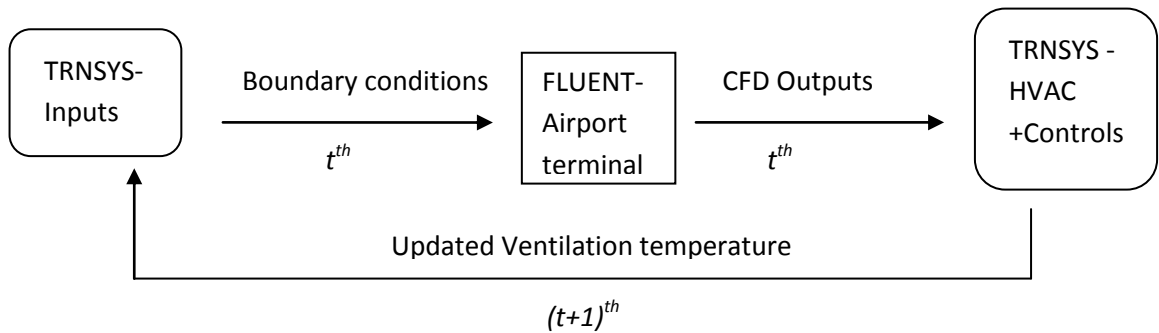 TRNSYS-
Inputs
Boundary conditions
t^th
FLUENT-
Airport
terminal
CFD Outputs
t^th
TRNSYS -
HVAC
+Controls
Updated Ventilation temperature
(t+1)^th